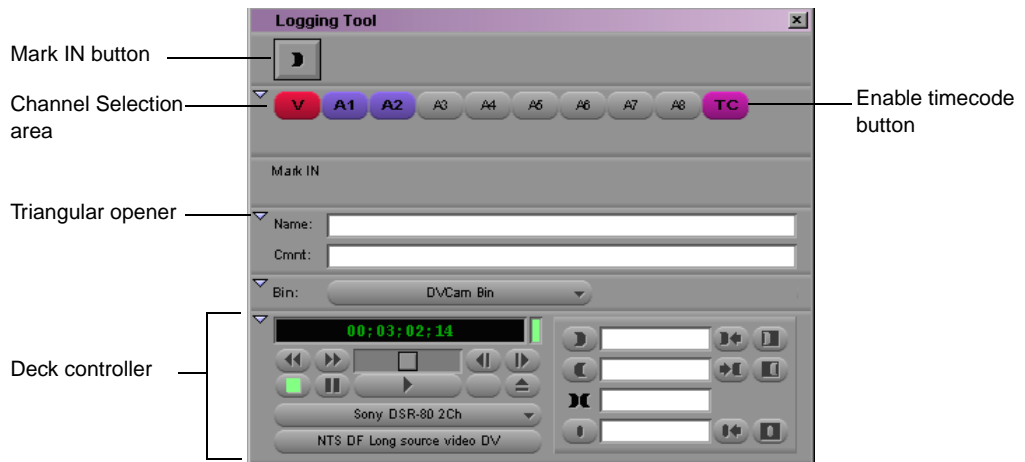 Logging Tool
Mark IN button
Channel Selection area
V A1 A2 A3 A4 A5 A6 A7 A8 TC
Enable timecode button
Mark IN
Triangular opener
Name:
Cmnt:
Bin: DVCam Bin
00;03;02;14
Deck controller
Sony DSR-80 2Ch
NTS DF Long source video DV